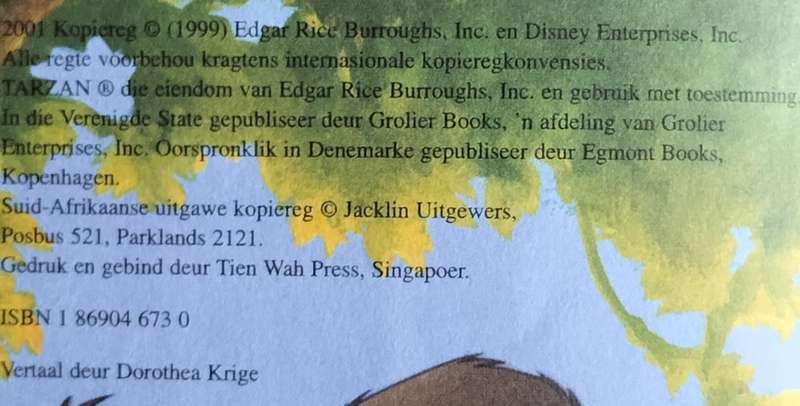 2001 Kopiereg © (1999) Edgar Rice Burroughs, Inc. en Disney Enterprises, Inc.
Alle regte voorbehou kragtens internasionale kopieregkonvensies.
TARZAN ® die eiendom van Edgar Rice Burroughs, Inc. en gebruik met toestemming.
In die Verenigde State gepubliseer deur Grolier Books, 'n afdeling van Grolier
Enterprises, Inc. Oorspronklik in Denemarke gepubliseer deur Egmont Books,
Kopenhagen.
Suid-Afrikaanse uitgawe kopiereg © Jacklin Uitgewers,
Posbus 521, Parklands 2121.
Gedruk en gebind deur Tien Wah Press, Singapoer.
ISBN 1 86904 673 0
Vertaal deur Dorothea Krige